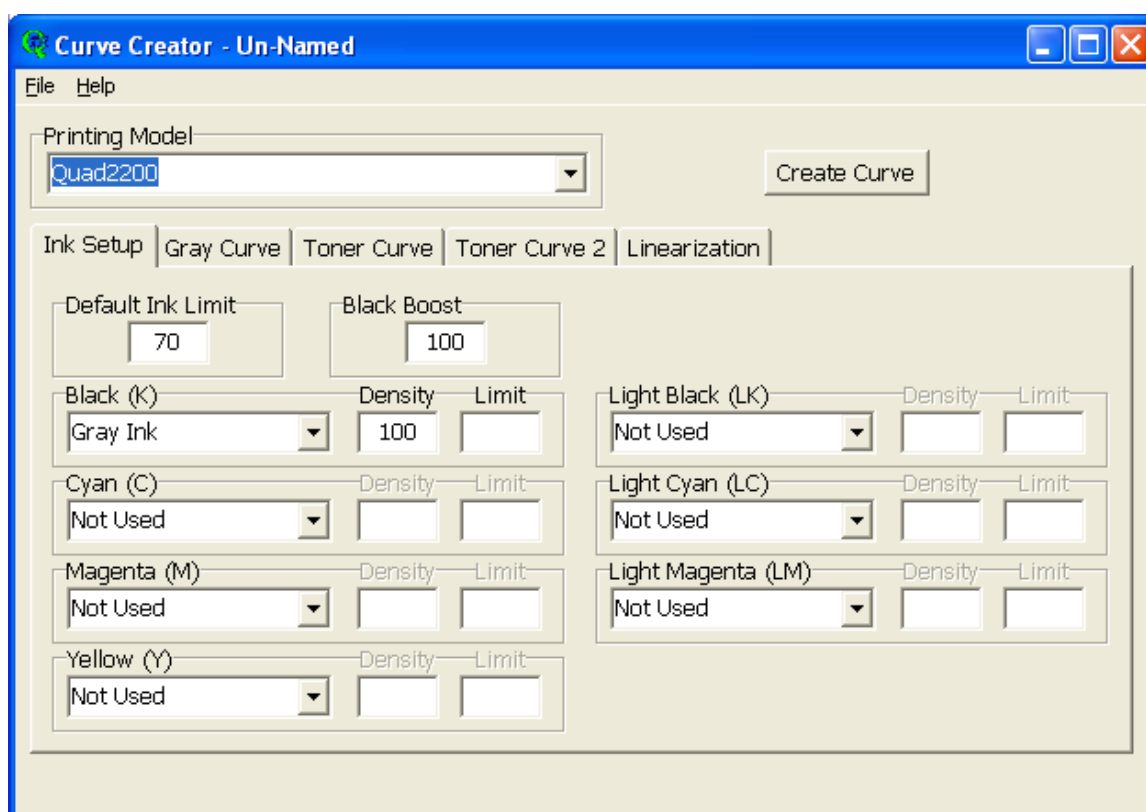 Curve Creator - Un-Named
File Help
Printing Model
Quad2200
Create Curve
Ink Setup Gray Curve Toner Curve Toner Curve 2 Linearization
Default Ink Limit Black Boost
70 100
Black (K) Density Limit Light Black (LK) Density Limit
Gray Ink 100 Not Used
Cyan (C) Density Limit Light Cyan (LC) Density Limit
Not Used Not Used
Magenta (M) Density Limit Light Magenta (LM) Density Limit
Not Used Not Used
Yellow (Y) Density Limit
Not Used